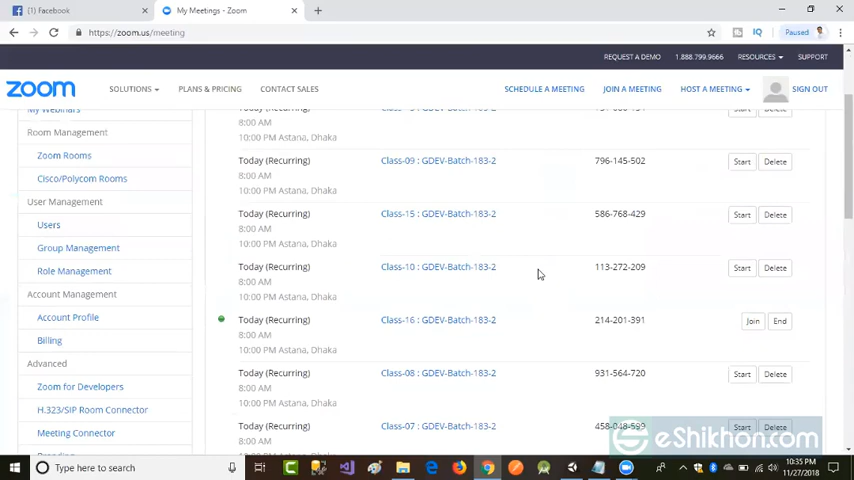 Facebook
My Meetings - Zoom
https://zoom.us/meeting
IQ
Paused
REQUEST A DEMO 1.888.799.9666 RESOURCES SUPPORT
zoom SOLUTIONS PLANS & PRICING CONTACT SALES SCHEDULE A MEETING JOIN A MEETING HOST A MEETING SIGN OUT
My Webinars
Room Management
Zoom Rooms
Cisco/Polycom Rooms
User Management
Users
Group Management
Role Management
Account Management
Account Profile
Billing
Advanced
Zoom for Developers
H.323/SIP Room Connector
Meeting Connector
Branding
Start Delete
8:00 AM
10:00 PM Astana, Dhaka
Today (Recurring) Class-09 : GDEV-Batch-183-2 796-145-502 Start Delete
8:00 AM
10:00 PM Astana, Dhaka
Today (Recurring) Class-15 : GDEV-Batch-183-2 586-768-429 Start Delete
8:00 AM
10:00 PM Astana, Dhaka
Today (Recurring) Class-10 : GDEV-Batch-183-2 113-272-209 Start Delete
8:00 AM
10:00 PM Astana, Dhaka
Today (Recurring) Class-16 : GDEV-Batch-183-2 214-201-391 Join End
8:00 AM
10:00 PM Astana, Dhaka
Today (Recurring) Class-08 : GDEV-Batch-183-2 931-564-720 Start Delete
8:00 AM
10:00 PM Astana, Dhaka
Today (Recurring) Class-07 : GDEV-Batch-183-2 458-048-599 Start Delete
8:00 AM
eShikhon.com
Type here to search
10:35 PM
11/27/2018